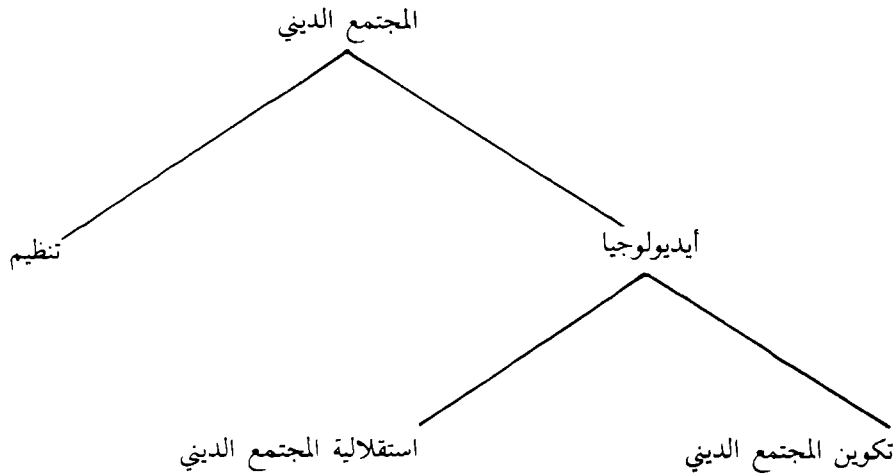 المجتمع الديني
أيديولوجيا
تنظيم
تكوين المجتمع الديني
استقلالية المجتمع الديني